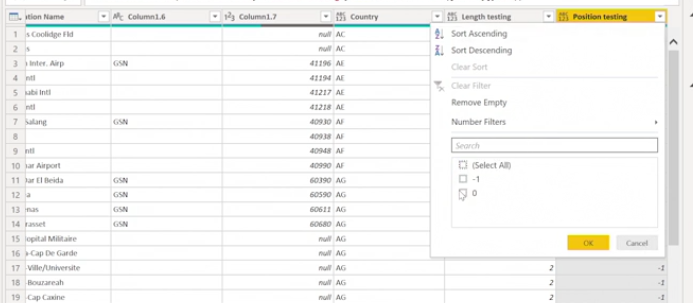 tion Name Column1.6 Column1.7 Country Length testing Position testing
1 s Coolidge Fld null AC
2 s null AC
3 Inter. Airp GSN 41196 AE
4 ntl 41194 AE
5 abi Intl 41217 AE
6 ntl 41218 AE
7 alang GSN 40930 AF
8 40938 AF
9 ntl 40948 AF
10 ar Airport 40990 AF
11 ar El Beida GSN 60390 AG
12 a GSN 60590 AG
13 mas GSN 60611 AG
14 rasset GSN 60680 AG
15 opital Militaire null AG
16 -Cap De Garde null AG
17 -Ville/Universite null AG 2 -1
18 -Bouzareah null AG 2 -1
19 -Cap Caxine null AG 2 -1
Sort Ascending
Sort Descending
Clear Sort
Clear Filter
Remove Empty
Number Filters
Search
(Select All)
-1
0
OK Cancel